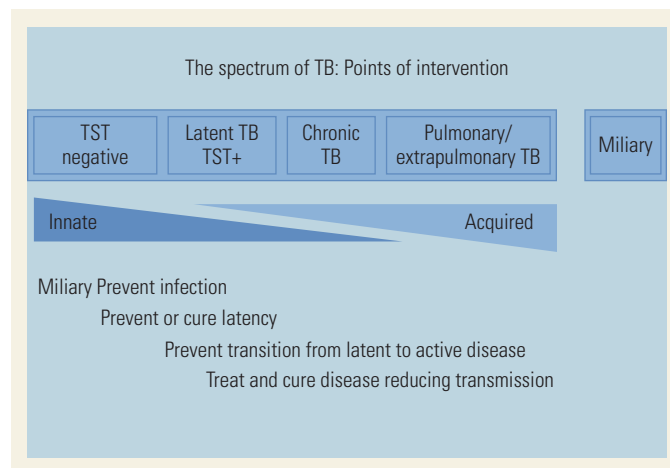 The spectrum of TB: Points of intervention
TST
negative
Latent TB
TST+
Chronic
TB
Pulmonary/
extrapulmonary TB
Miliary
Innate
Acquired
Miliary Prevent infection
Prevent or cure latency
Prevent transition from latent to active disease
Treat and cure disease reducing transmission